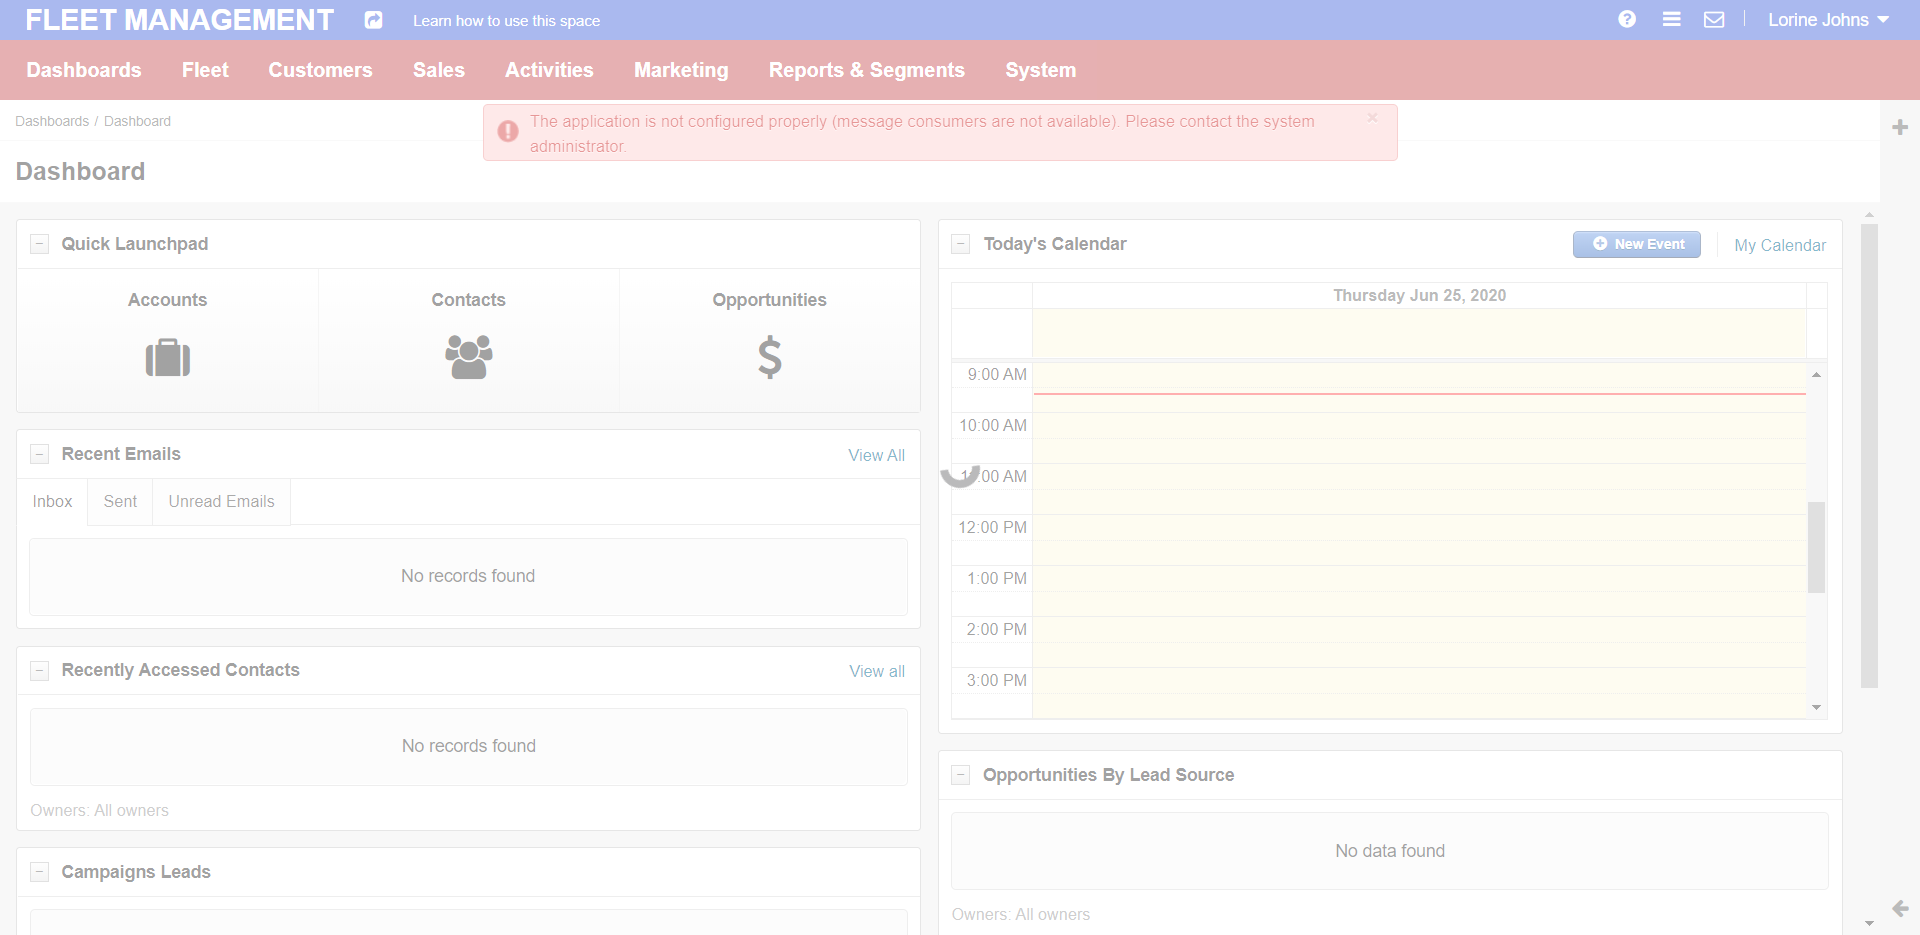 FLEET MANAGEMENT
Learn how to use this space
Lorine Johns
Dashboards
Fleet
Customers
Sales
Activities
Marketing
Reports & Segments
System
Dashboards / Dashboard
The application is not configured properly (message consumers are not available). Please contact the system
administrator.
×
Dashboard
Quick Launchpad
Accounts
Contacts
Opportunities
Recent Emails
View All
Inbox
Sent
Unread Emails
No records found
Recently Accessed Contacts
View all
No records found
Owners: All owners
Campaigns Leads
Today's Calendar
New Event
My Calendar
Thursday Jun 25, 2020
9:00 AM
10:00 AM
11:00 AM
12:00 PM
1:00 PM
2:00 PM
3:00 PM
Opportunities By Lead Source
No data found
Owners: All owners